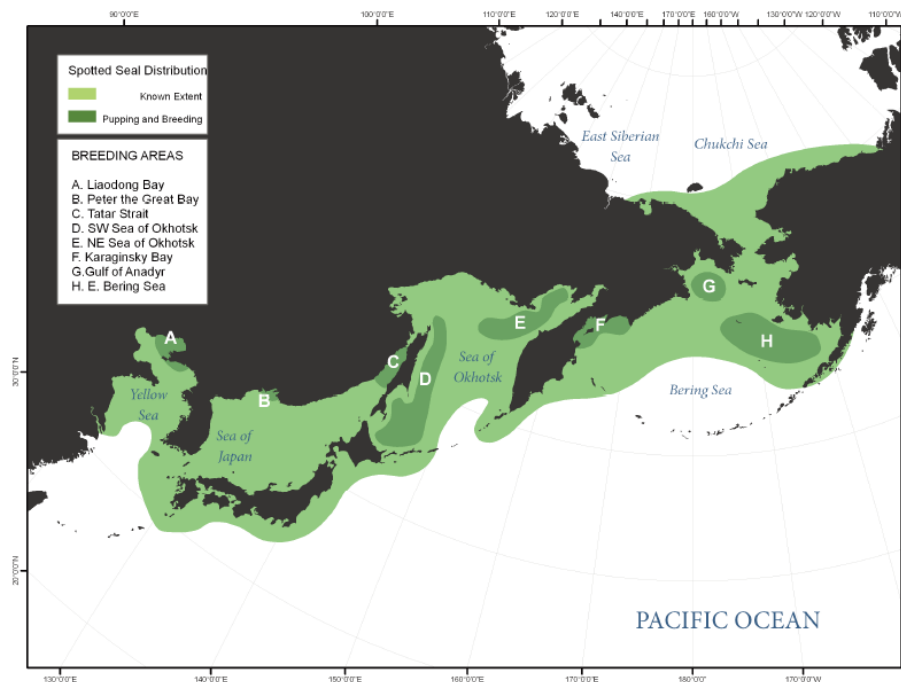 90°0'0"E
100°0'0"E
110°0'0"E
120°0'0"E
140°0'0"E
170°0'0"E
160°0'0"W
130°0'0"W
120°0'0"W
110°0'0"W
Spotted Seal Distribution
Known Extent
Pupping and Breeding
BREEDING AREAS
A. Liaodong Bay
B. Peter the Great Bay
C. Tatar Strait
D. SW Sea of Okhotsk
E. NE Sea of Okhotsk
F. Karaginsky Bay
G.Gulf of Anadyr
H. E. Bering Sea
East Siberian
Sea
Chukchi Sea
G
A
E
F
H
C
D
Sea of
Okhotsk
B
Yellow
Sea
Bering Sea
Sea of
Japan
30°0'0"N
20°0'0"N
PACIFIC OCEAN
130°0'0"E
140°0'0"E
150°0'0"E
160°0'0"E
170°0'0"E
180°0'0"
170°0'0"W